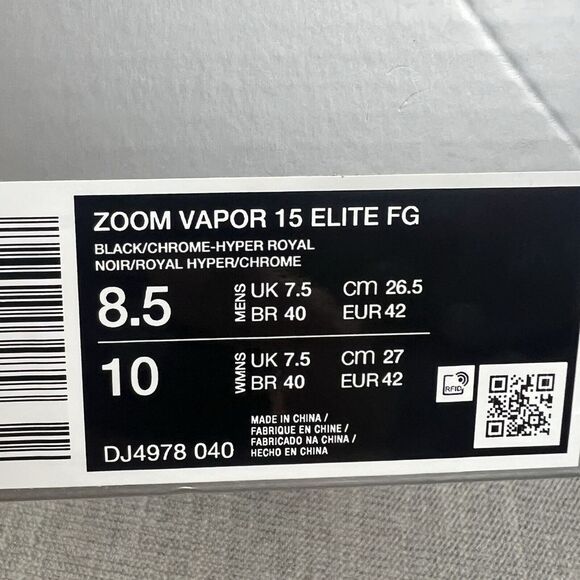 ZOOM VAPOR 15 ELITE FG
BLACK/CHROME-HYPER ROYAL
NOIR/ROYAL HYPER/CHROME
8.5 MENS UK 7.5 cm 26.5
BR 40 EUR 42
10 WMNS UK 7.5 cm 27
BR 40 EUR 42
RFID
DJ4978 040
MADE IN CHINA /
FABRIQUE EN CHINE /
FABRICADO NA CHINA /
HECHO EN CHINA